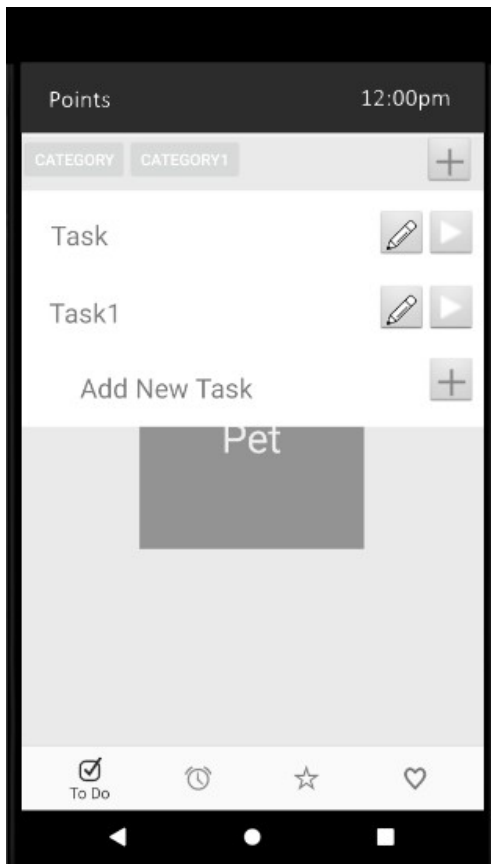 Points 12:00pm
CATEGORY CATEGORY1
Task
Task1
Add New Task
Pet
To Do